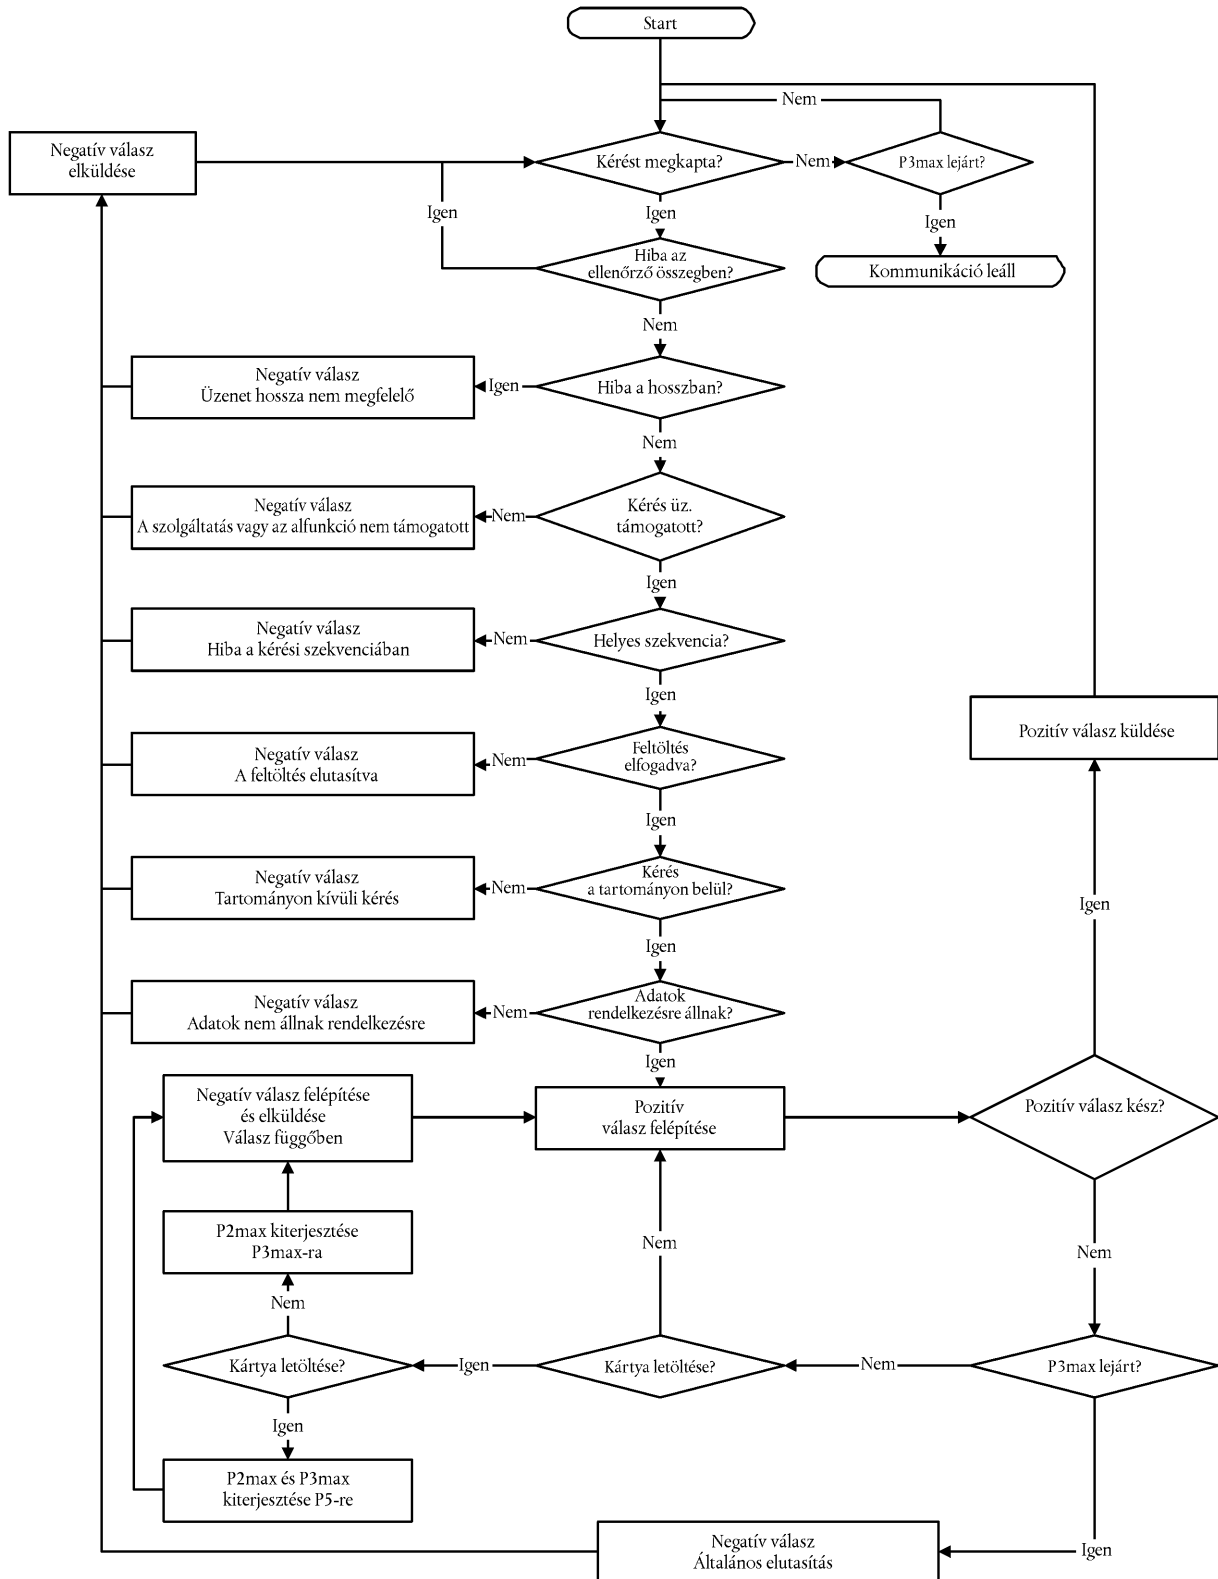 Start
Nem
Negatív válasz
elküldése
Kérést megkapta?
Nem
P3max lejárt?
Igen
Igen
Igen
Hiba az
ellenőrző összegben?
Kommunikáció leáll
Nem
Negatív válasz
Üzenet hossza nem megfelelő
Igen
Hiba a hosszban?
Nem
Negatív válasz
A szolgáltatás vagy az alfunkció nem támogatott
Nem
Kérés üz.
támogatott?
Igen
Negatív válasz
Hiba a kérési szekvenciában
Nem
Helyes szekvencia?
Igen
Pozitív válasz küldése
Negatív válasz
A feltöltés elutasítva
Nem
Feltöltés
elfogadva?
Igen
Negatív válasz
Tartományon kívüli kérés
Nem
Kérés
a tartományon belül?
Igen
Igen
Negatív válasz
Adatok nem állnak rendelkezésre
Nem
Adatok
rendelkezésre állnak?
Igen
Negatív válasz felépítése
és elküldése
Válasz függőben
Pozitív
válasz felépítése
Pozitív válasz kész?
P2max kiterjesztése
P3max-ra
Nem
Nem
Nem
Kártya letöltése?
Igen
Kártya letöltése?
Nem
P3max lejárt?
Igen
P2max és P3max
kiterjesztése P5-re
Negatív válasz
Általános elutasítás
Igen